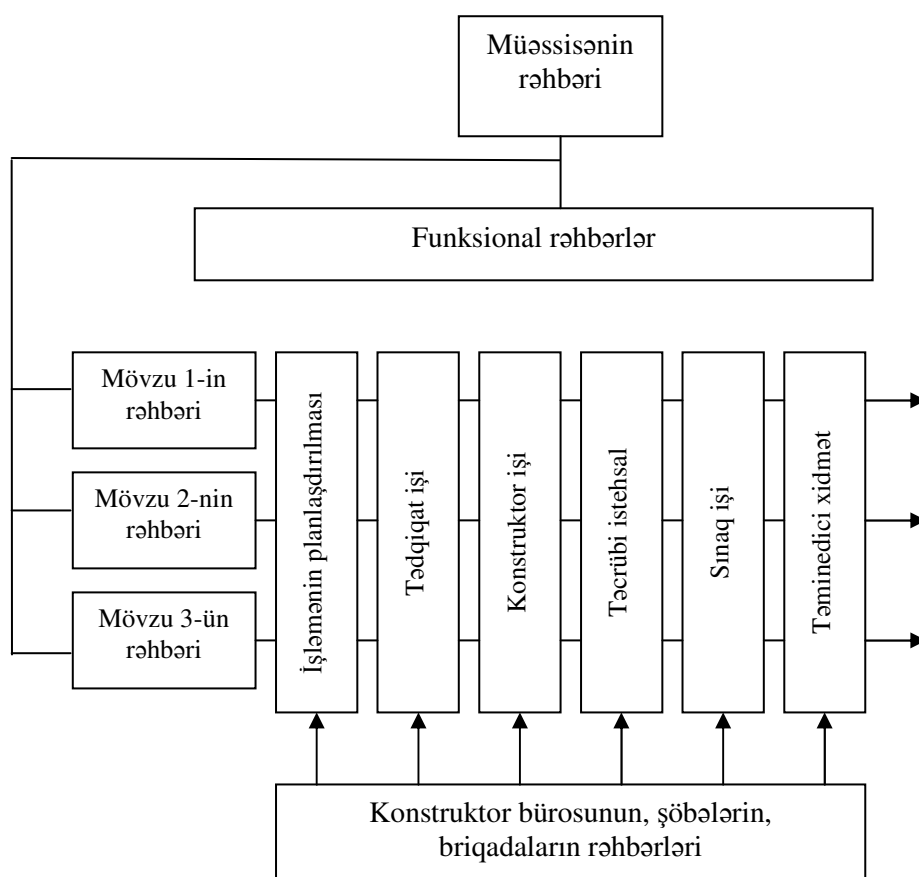 Müəssisənin
rəhbəri
Funksional rəhbərlər
Mövzu 1-in
rəhbəri
Mövzu 2-nin
rəhbəri
Mövzu 3-ün
rəhbəri
İşləmənin planlaşdırılması
Tədqiqat işi
Konstruktor işi
Təcrübi istehsal
Sınaq işi
Təminedici xidmət
Konstruktor bürosunun, şöbələrin,
briqadaların rəhbərləri